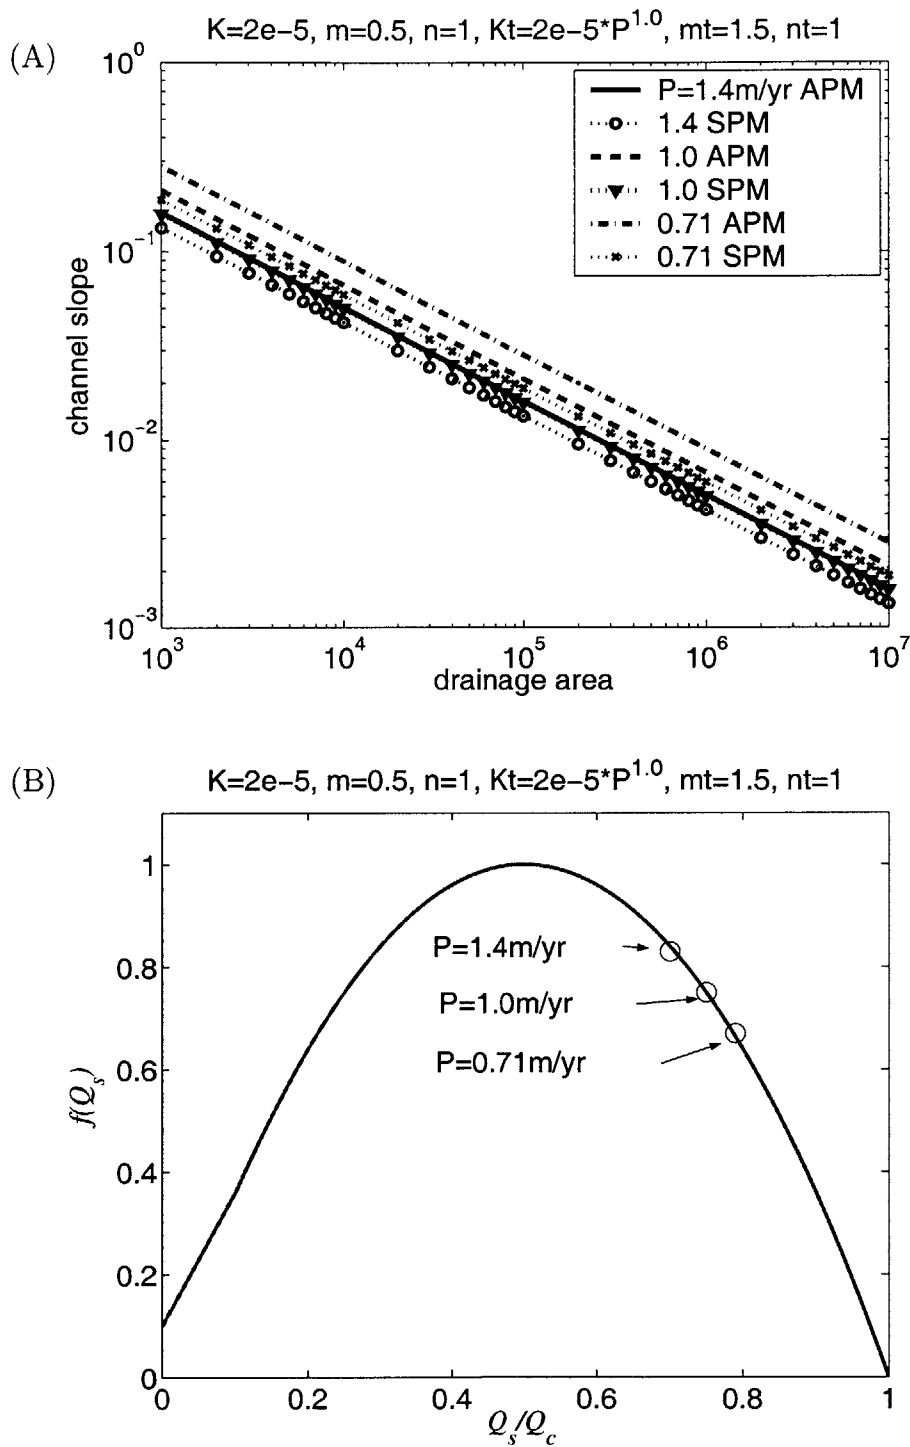 (A)
K=2e−5, m=0.5, n=1, Kt=2e−5*P^1.0, mt=1.5, nt=1
10^0
10^−1
10^−2
10^−3
channel slope
P=1.4m/yr APM
1.4 SPM
1.0 APM
1.0 SPM
0.71 APM
0.71 SPM
10^3 10^4 10^5 10^6 10^7
drainage area
(B)
K=2e−5, m=0.5, n=1, Kt=2e−5*P^1.0, mt=1.5, nt=1
1
0.8
0.6
0.4
0.2
0
f(Q_s)
P=1.4m/yr
P=1.0m/yr
P=0.71m/yr
0 0.2 0.4 0.6 0.8 1
Q_s/Q_c